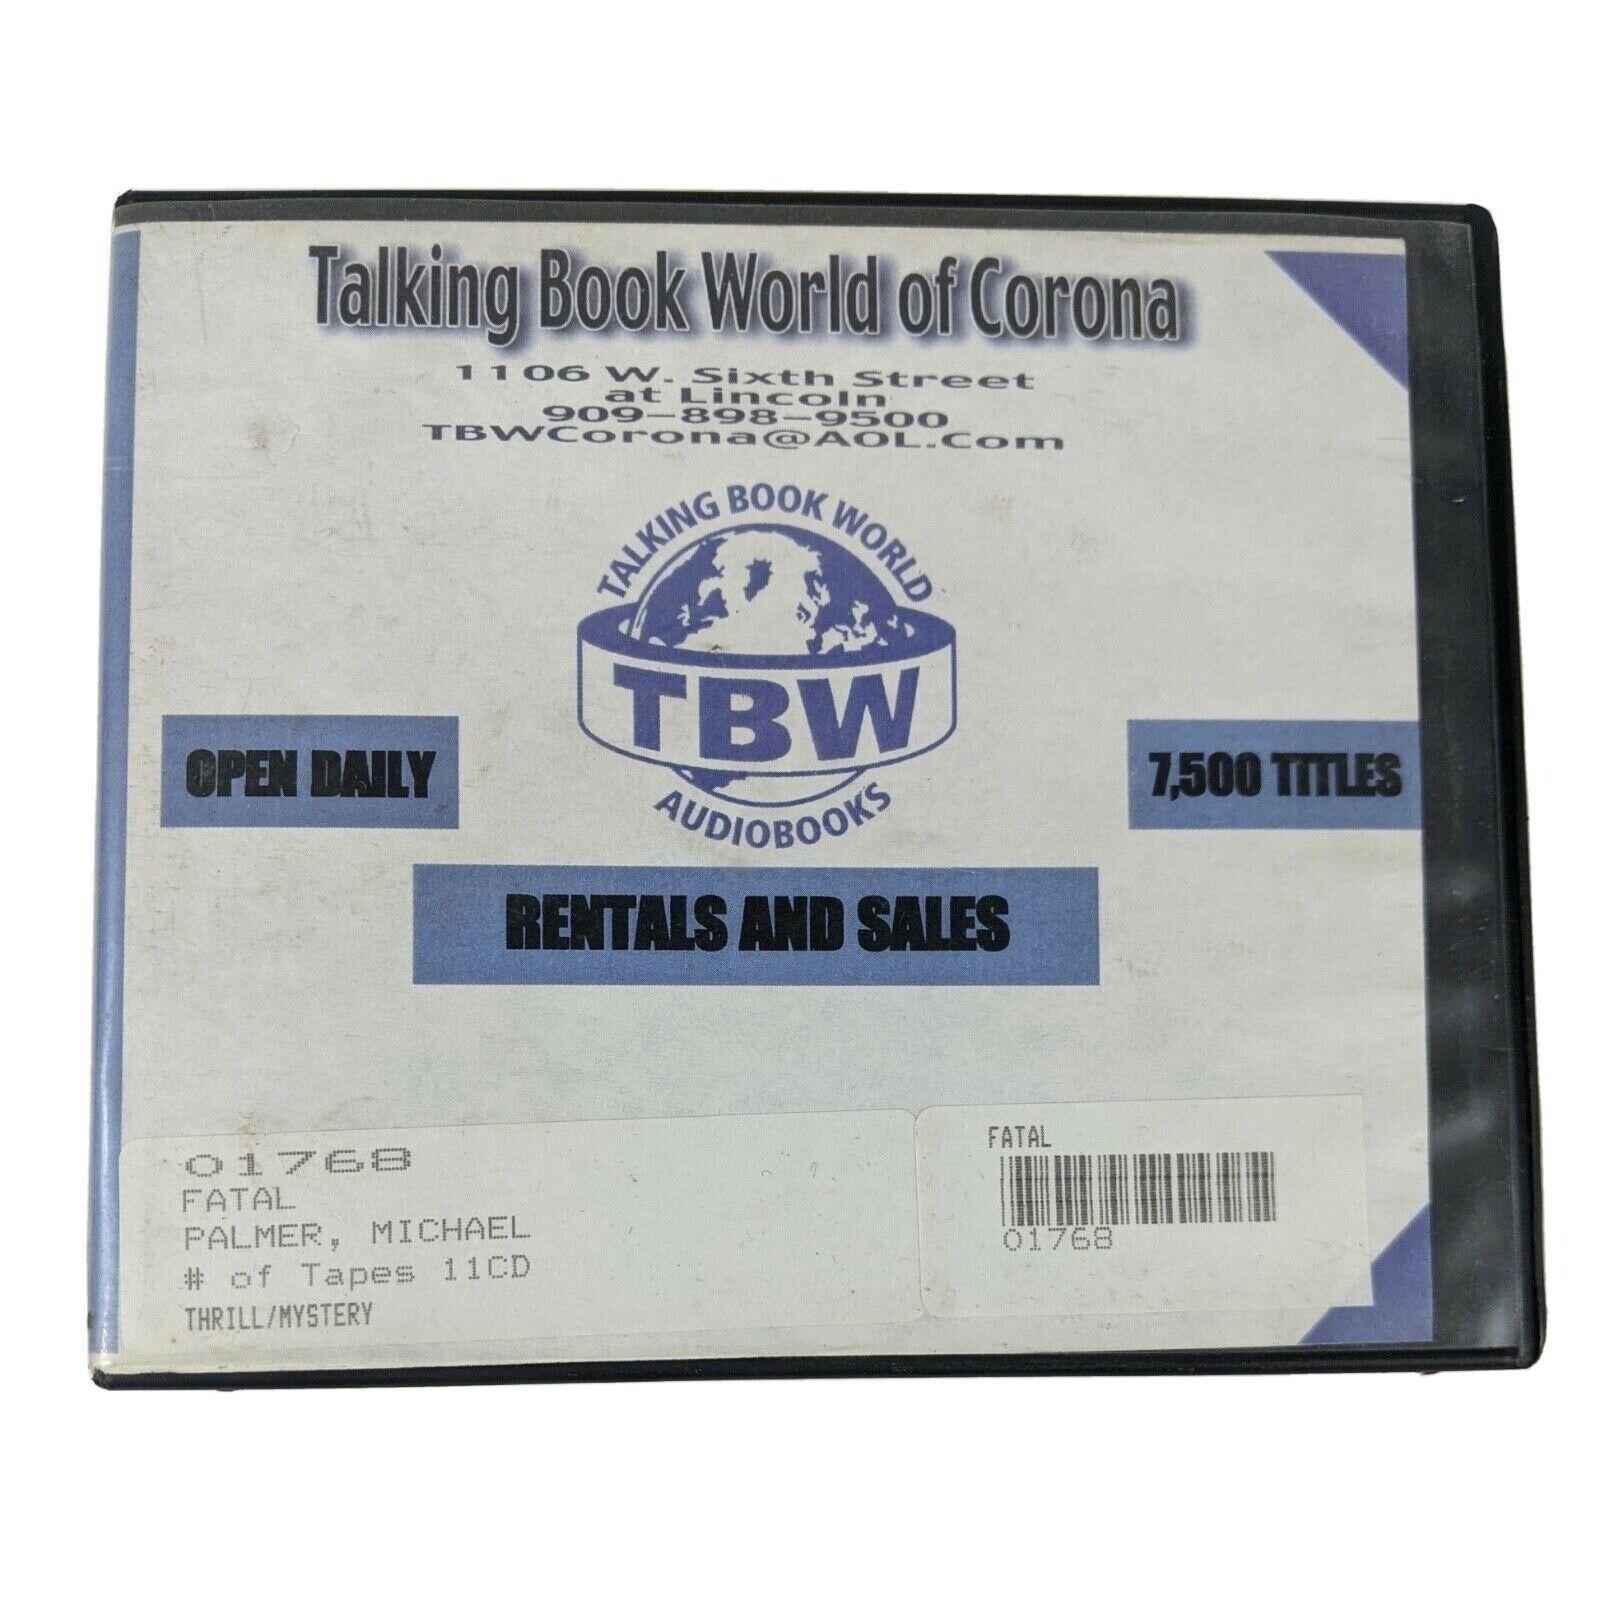 Talking Book World of Corona
1106 W. Sixth Street
at Lincoln
909-898-9500
TBWCorona@AOL.Com
TALKING BOOK WORLD
TBW
AUDIOBOOKS
OPEN DAILY
7,500 TITLES
RENTALS AND SALES
01768
FATAL
PALMER, MICHAEL
# of Tapes 11CD
THRILL/MYSTERY
FATAL
01768